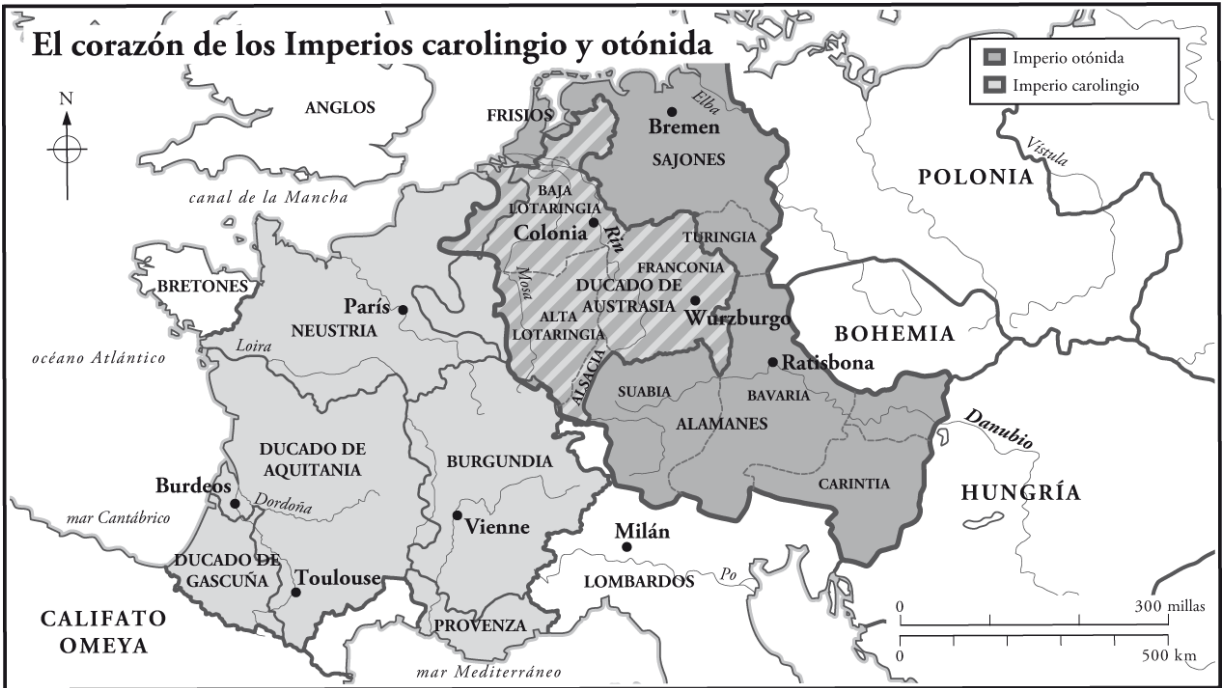 El corazón de los Imperios carolingio y otónida
Imperio otónida
Imperio carolingio
N
ANGLOS
FRISIOS
Elba
Bremen
SAJONES
Vístula
POLONIA
canal de la Mancha
BAJA
LOTARINGIA
Colonia
Rin
TURINGIA
BRETONES
Mosa
FRANCONIA
DUCADO DE
AUSTRASIA
París
NEUSTRIA
ALTA
LOTARINGIA
Wurzburgo
BOHEMIA
océano Atlántico
Loira
ALSACIA
Ratisbona
SUABIA
BAVARIA
ALAMANES
Danubio
DUCADO DE
AQUITANIA
BURGUNDIA
CARINTIA
HUNGRÍA
Burdeos
Dordoña
mar Cantábrico
Vienne
Milán
DUCADO DE
GASCUÑA
Toulouse
LOMBARDOS
Po
CALIFATO
OMEYA
PROVENZA
mar Mediterráneo
0 300 millas
0 500 km